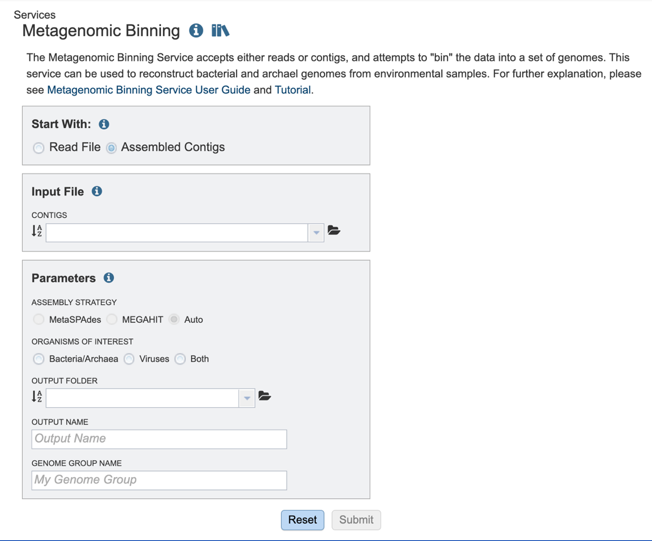 Services
Metagenomic Binning
The Metagenomic Binning Service accepts either reads or contigs, and attempts to "bin" the data into a set of genomes. This
service can be used to reconstruct bacterial and archael genomes from environmental samples. For further explanation, please
see Metagenomic Binning Service User Guide and Tutorial.
Start With:
Read File Assembled Contigs
Input File
CONTIGS
Parameters
ASSEMBLY STRATEGY
MetaSPAdes MEGAHIT Auto
ORGANISMS OF INTEREST
Bacteria/Archaea Viruses Both
OUTPUT FOLDER
OUTPUT NAME
Output Name
GENOME GROUP NAME
My Genome Group
Reset Submit